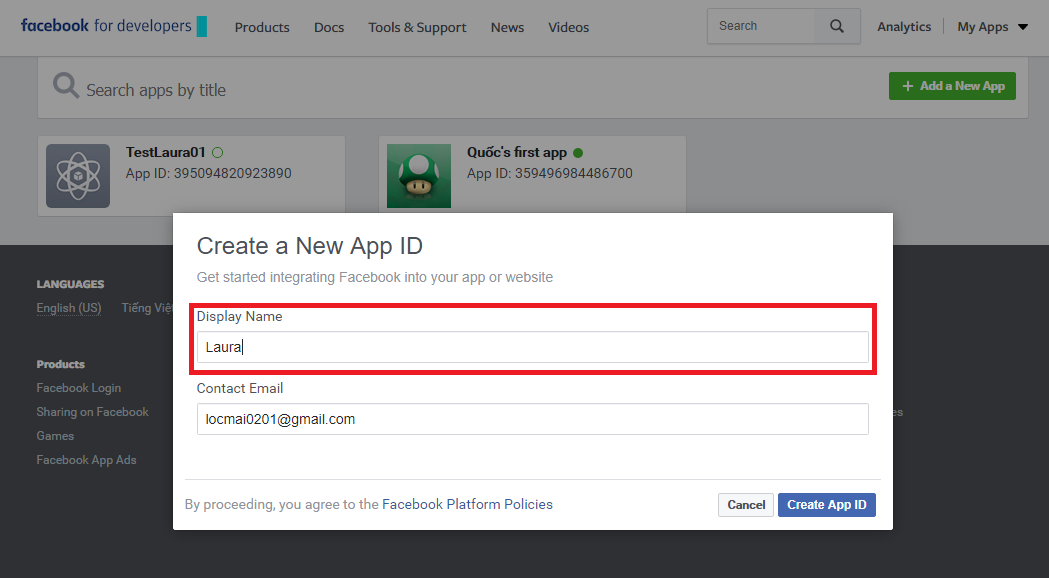 facebook for developers Products Docs Tools & Support News Videos Search Analytics My Apps
Search apps by title + Add a New App
TestLaura01 Quốc's first app
App ID: 395094820923890 App ID: 359496984486700
Create a New App ID
Get started integrating Facebook into your app or website
LANGUAGES
English (US) Tiếng Việt
Display Name
Laura
Products
Facebook Login
Sharing on Facebook
Games
Facebook App Ads
Contact Email
locmai0201@gmail.com
By proceeding, you agree to the Facebook Platform Policies Cancel Create App ID